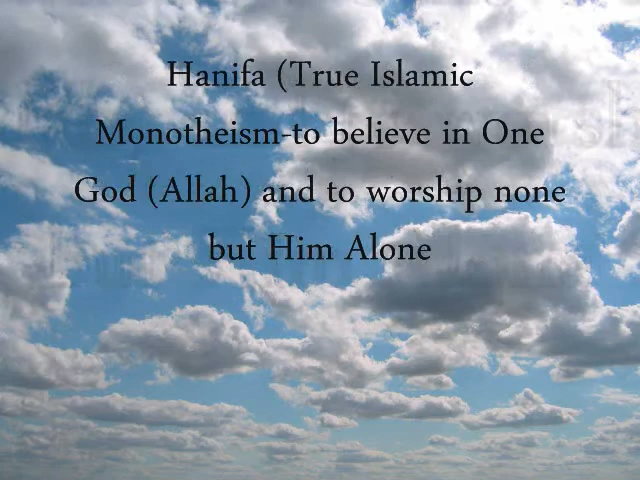 Hanifa (True Islamic
Monotheism-to believe in One
God (Allah) and to worship none
but Him Alone